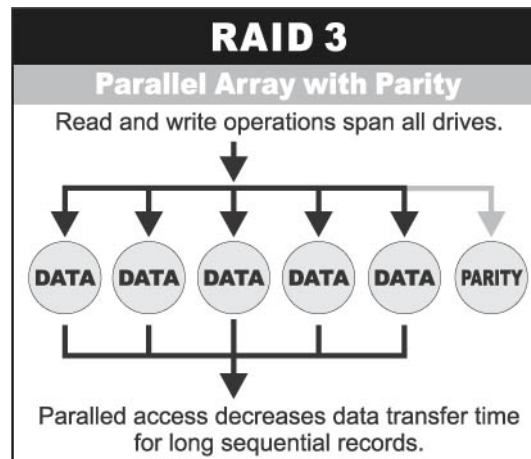 RAID 3
Parallel Array with Parity
Read and write operations span all drives.
DATA DATA DATA DATA DATA PARITY
Paralled access decreases data transfer time
for long sequential records.